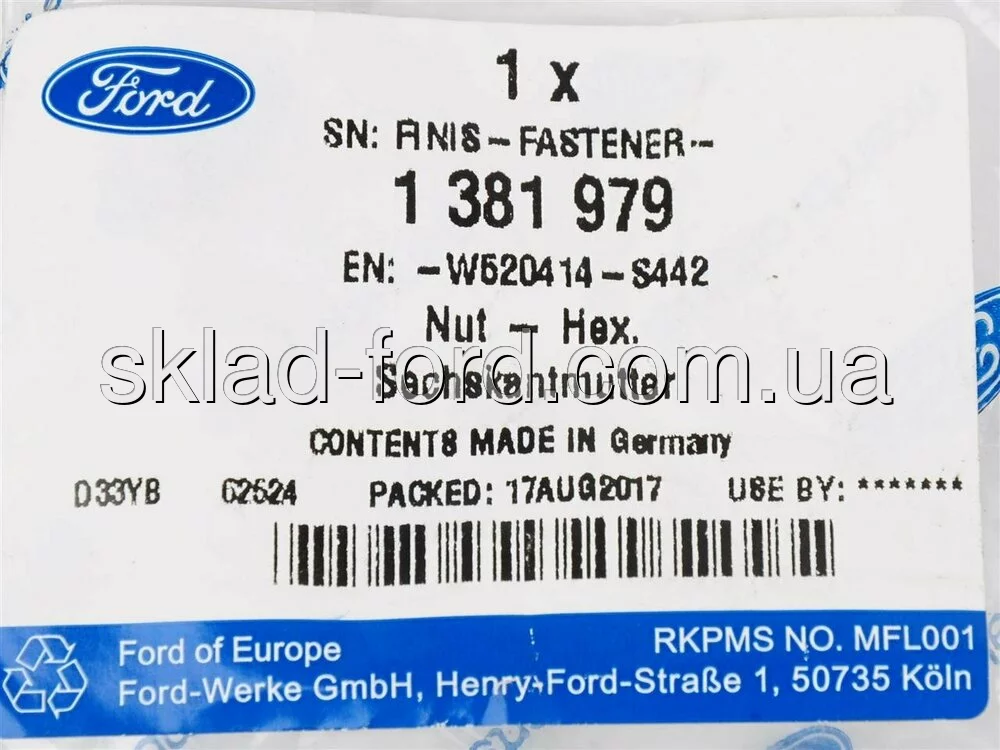 Ford
1 x
SN: FINIS-FASTENER--
1 381 979
EN: -W520414-S442
Nut - Hex.
sklad-ford.com.ua
Sechskantmutter
CONTENTS MADE IN Germany
D33YB 62524 PACKED: 17AUG2017 USE BY: *******
Ford of Europe
RKPMS NO. MFL001
Ford-Werke GmbH, Henry-Ford-Straße 1, 50735 Köln